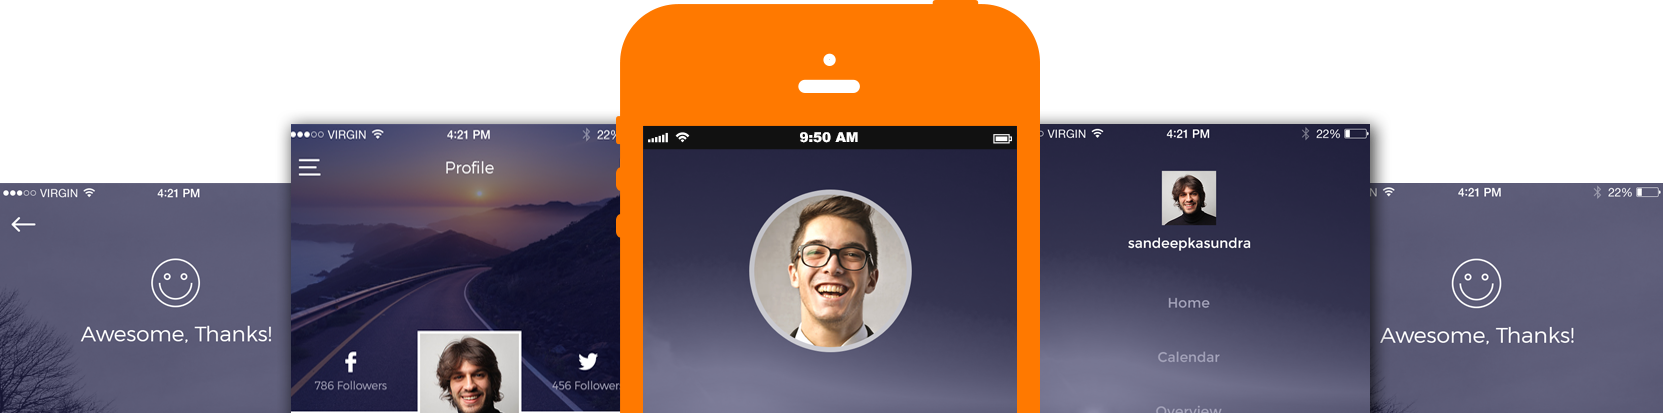 VIRGIN 4:21 PM
Awesome, Thanks!
VIRGIN 4:21 PM 22%
Profile
786 Followers
456 Follower
9:50 AM
VIRGIN 4:21 PM 22%
sandeepkasundra
Home
Calendar
Overview
N 4:21 PM 22%
Awesome, Thanks!